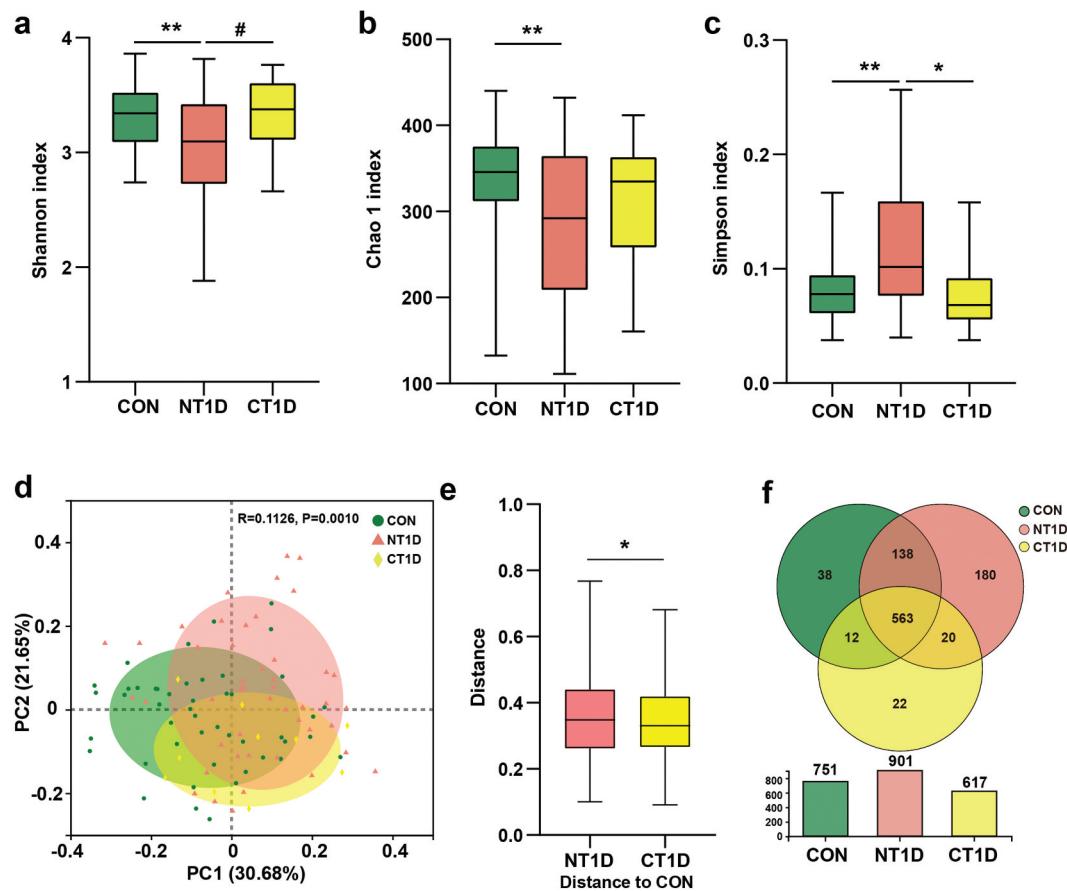 a
**
#
4
3
2
1
Shannon index
CON
NT1D
CT1D
b
**
500
400
300
200
100
Chao 1 index
CON
NT1D
CT1D
c
**
*
0.3
0.2
0.1
0.0
Simpson index
CON
NT1D
CT1D
d
R=0.1126, P=0.0010
CON
NT1D
CT1D
0.4
0.2
0
-0.2
PC2 (21.65%)
-0.4
-0.2
0
0.2
0.4
PC1 (30.68%)
e
*
1.0
0.8
0.6
0.4
0.2
0.0
Distance
NT1D
CT1D
Distance to CON
f
CON
NT1D
CT1D
38
138
180
563
12
20
22
751
901
617
800
600
400
200
0
CON
NT1D
CT1D